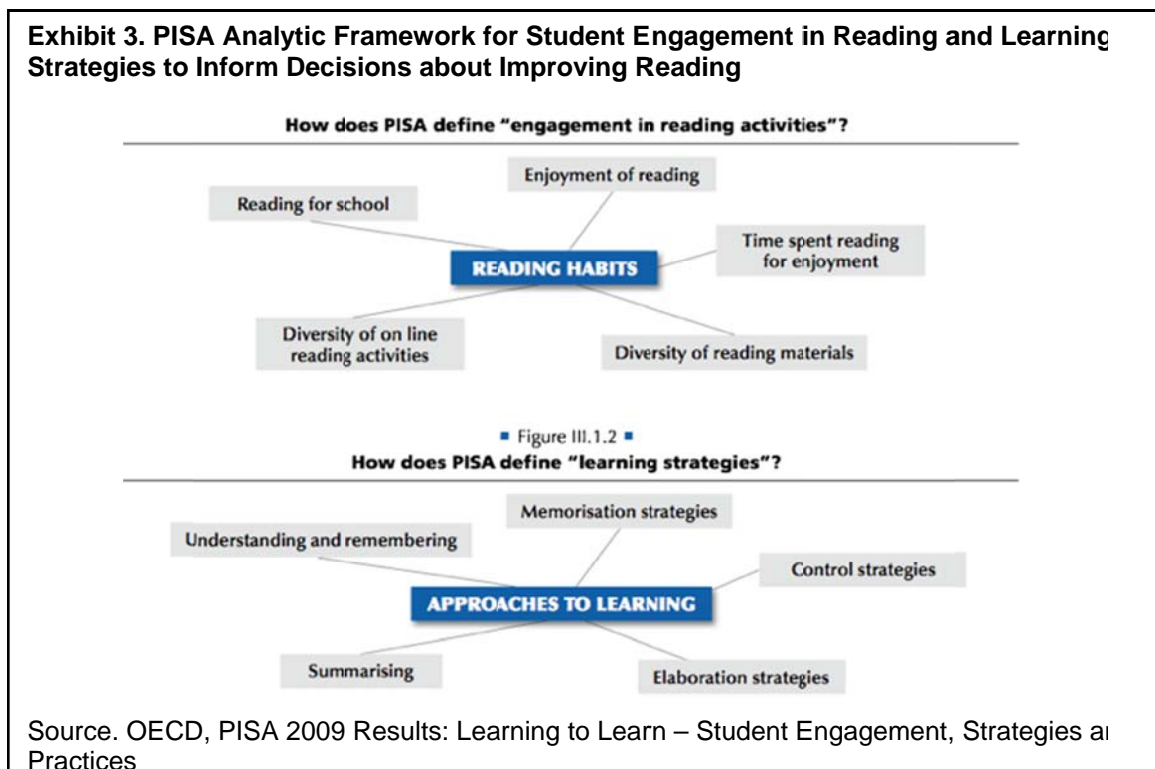 Exhibit 3. PISA Analytic Framework for Student Engagement in Reading and Learning
Strategies to Inform Decisions about Improving Reading
How does PISA define “engagement in reading activities”?
Enjoyment of reading
Reading for school
Time spent reading
for enjoyment
READING HABITS
Diversity of on line
reading activities
Diversity of reading materials
▪ Figure III.1.2 ▪
How does PISA define “learning strategies”?
Memorisation strategies
Understanding and remembering
Control strategies
APPROACHES TO LEARNING
Summarising
Elaboration strategies
Source. OECD, PISA 2009 Results: Learning to Learn – Student Engagement, Strategies
Practices